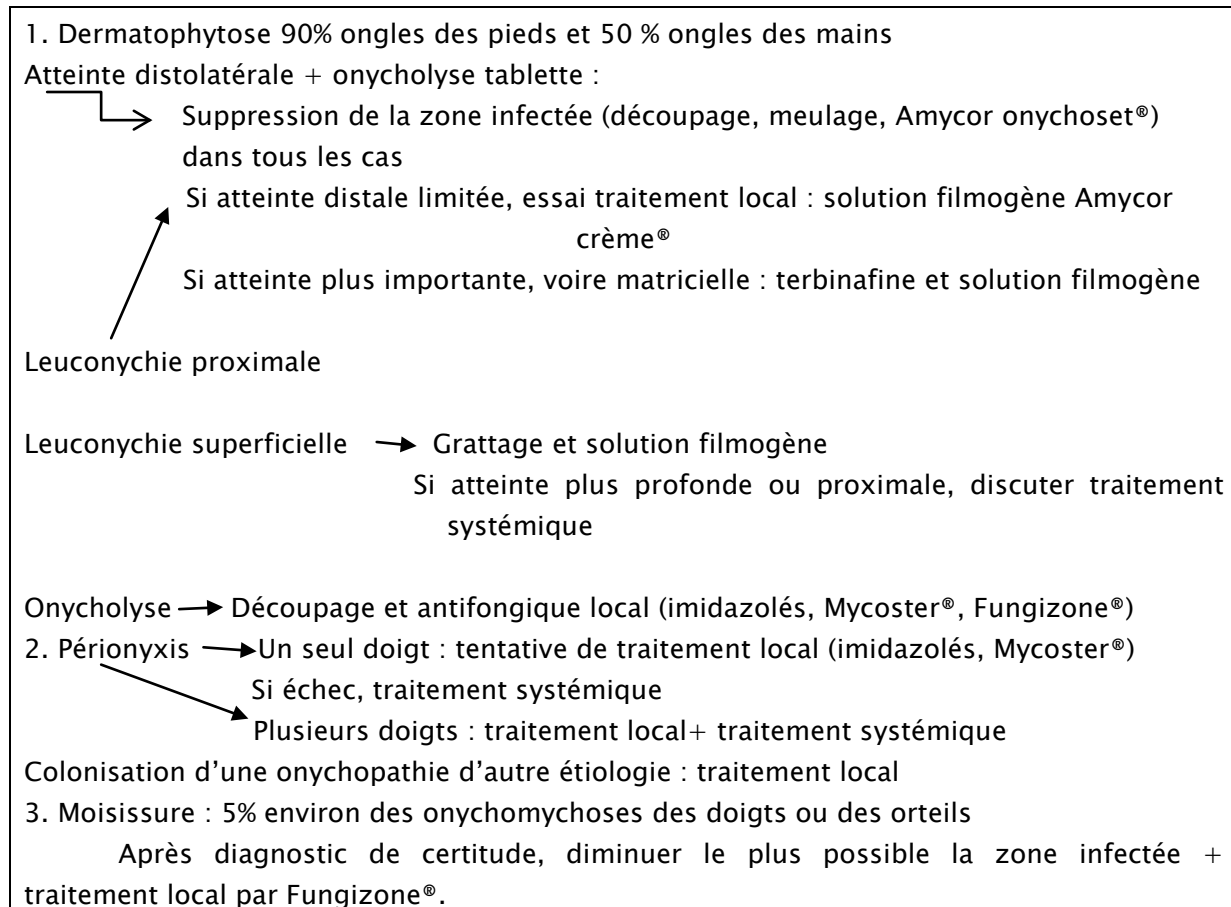 1. Dermatophytose 90% ongles des pieds et 50 % ongles des mains
Atteinte distolatérale + onycholyse tablette :
Suppression de la zone infectée (découpage, meulage, Amycor onychoset®)
dans tous les cas
Si atteinte distale limitée, essai traitement local : solution filmogène Amycor
crème®
Si atteinte plus importante, voire matricielle : terbinafine et solution filmogène
Leuconychie proximale
Leuconychie superficielle Grattage et solution filmogène
Si atteinte plus profonde ou proximale, discuter traitement
systémique
Onycholyse Découpage et antifongique local (imidazolés, Mycoster®, Fungizone®)
2. Périonyxis Un seul doigt : tentative de traitement local (imidazolés, Mycoster®)
Si échec, traitement systémique
Plusieurs doigts : traitement local+ traitement systémique
Colonisation d’une onychopathie d’autre étiologie : traitement local
3. Moisissure : 5% environ des onychomychoses des doigts ou des orteils
Après diagnostic de certitude, diminuer le plus possible la zone infectée +
traitement local par Fungizone®.